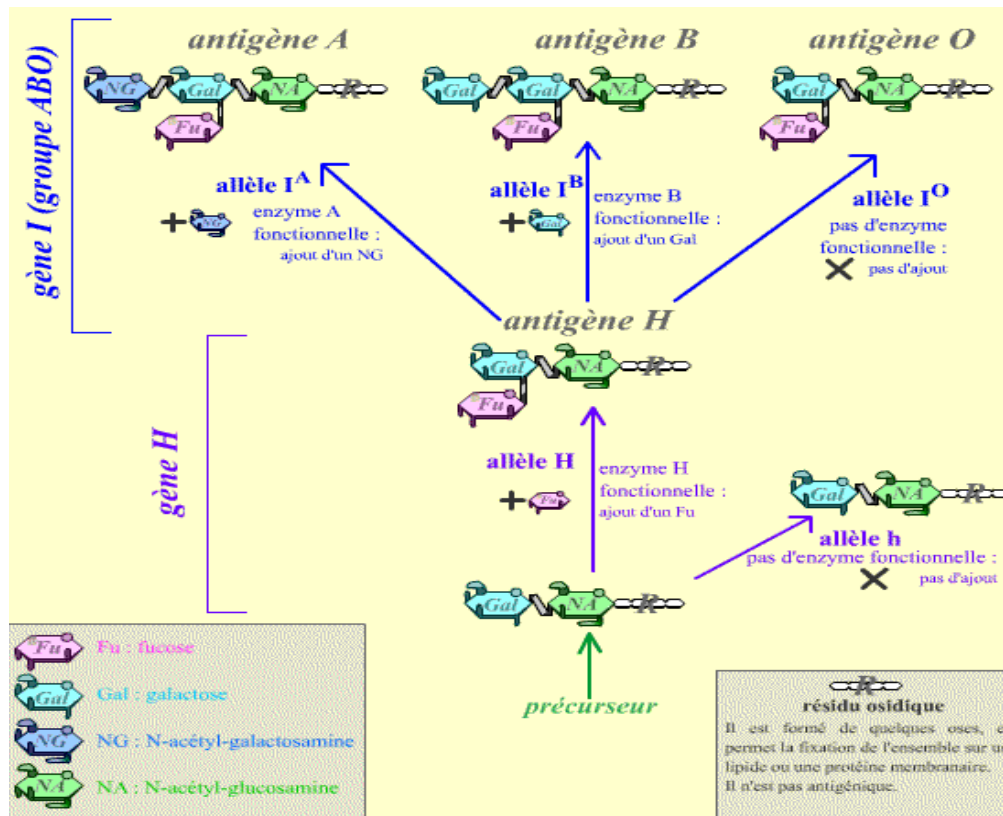 antigène A
antigène B
antigène O
gène I (groupe ABO)
NG Gal NA R
Fu
Gal Gal NA R
Fu
Gal NA R
Fu
allèle I^A
+ NG
enzyme A
fonctionnelle :
ajout d'un NG
allèle I^B
+ Gal
enzyme B
fonctionnelle :
ajout d'un Gal
allèle I^O
pas d'enzyme
fonctionnelle :
pas d'ajout
antigène H
gène H
Gal NA R
Fu
allèle H
+ Fu
enzyme H
fonctionnelle :
ajout d'un Fu
Gal NA R
allèle h
pas d'enzyme fonctionnelle :
pas d'ajout
Gal NA R
précurseur
Fu Fu : fucose
Gal Gal : galactose
NG NG : N-acétyl-galactosamine
NA NA : N-acétyl-glucosamine
R
résidu osidique
Il est formé de quelques oses, e
permet la fixation de l'ensemble sur u
lipide ou une protéine membranaire.
Il n'est pas antigénique.